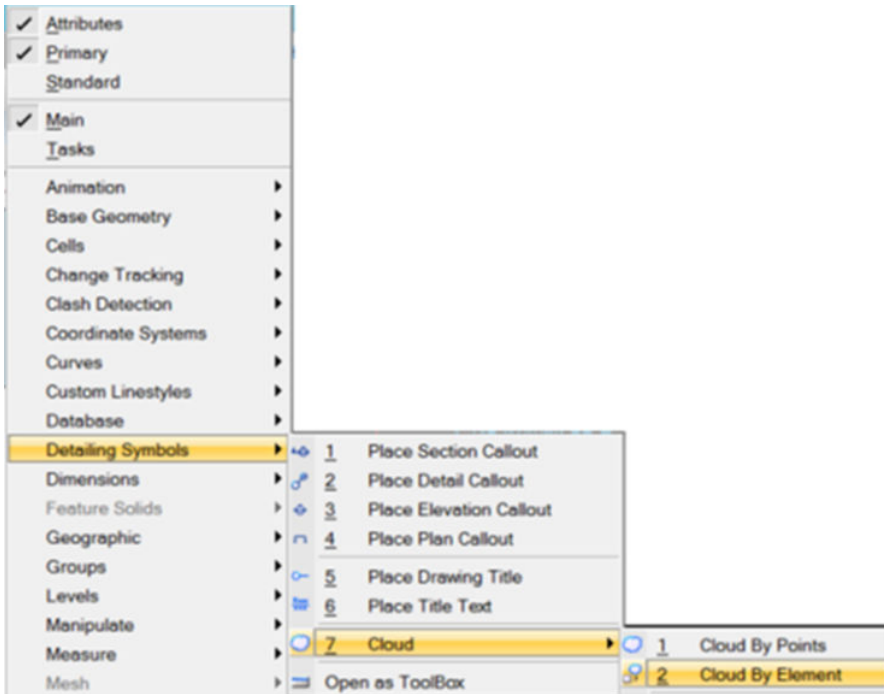 Attributes
Primary
Standard
Main
Tasks
Animation
Base Geometry
Cells
Change Tracking
Clash Detection
Coordinate Systems
Curves
Custom Linestyles
Database
Detailing Symbols
Dimensions
Feature Solids
Geographic
Groups
Levels
Manipulate
Measure
Mesh
1 Place Section Callout
2 Place Detail Callout
3 Place Elevation Callout
4 Place Plan Callout
5 Place Drawing Title
6 Place Title Text
7 Cloud
Open as ToolBox
1 Cloud By Points
2 Cloud By Element